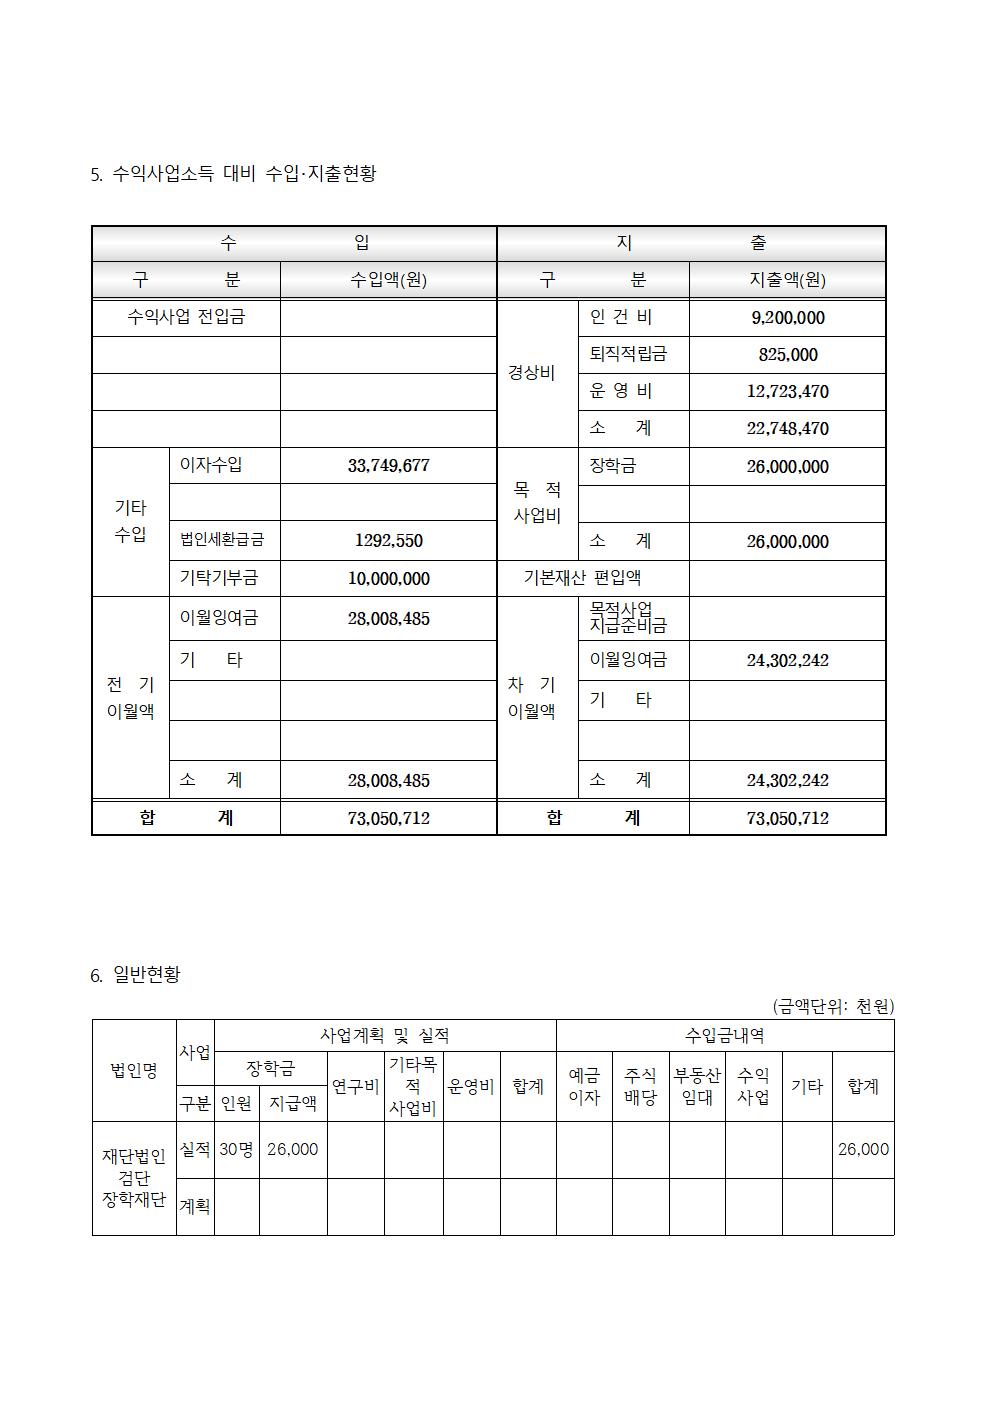 5. 수익사업소득 대비 수입·지출현황
수 입 지 출
구 분 수입액(원) 구 분 지출액(원)
수익사업 전입금 경상비 인 건 비 9,200,000
퇴직적립금 825,000
운 영 비 12,723,470
소 계 22,748,470
기타 수입 이자수입 33,749,677 목 적 사업비 장학금 26,000,000
법인세환급금 1292,550 소 계 26,000,000
기탁기부금 10,000,000 기본재산 편입액
전 기 이월액 이월잉여금 28,008,485 차 기 이월액 목적사업 지급준비금
기 타 이월잉여금 24,302,242
기 타
소 계 28,008,485 소 계 24,302,242
합 계 73,050,712 합 계 73,050,712
6. 일반현황
(금액단위: 천원)
법인명 사업 구분 사업계획 및 실적 수입금내역
장학금 연구비 기타목적 사업비 운영비 합계 예금 이자 주식 배당 부동산 임대 수익 사업 기타 합계
인원 지급액
재단법인 검단 장학재단 실적 30명 26,000 26,000
계획